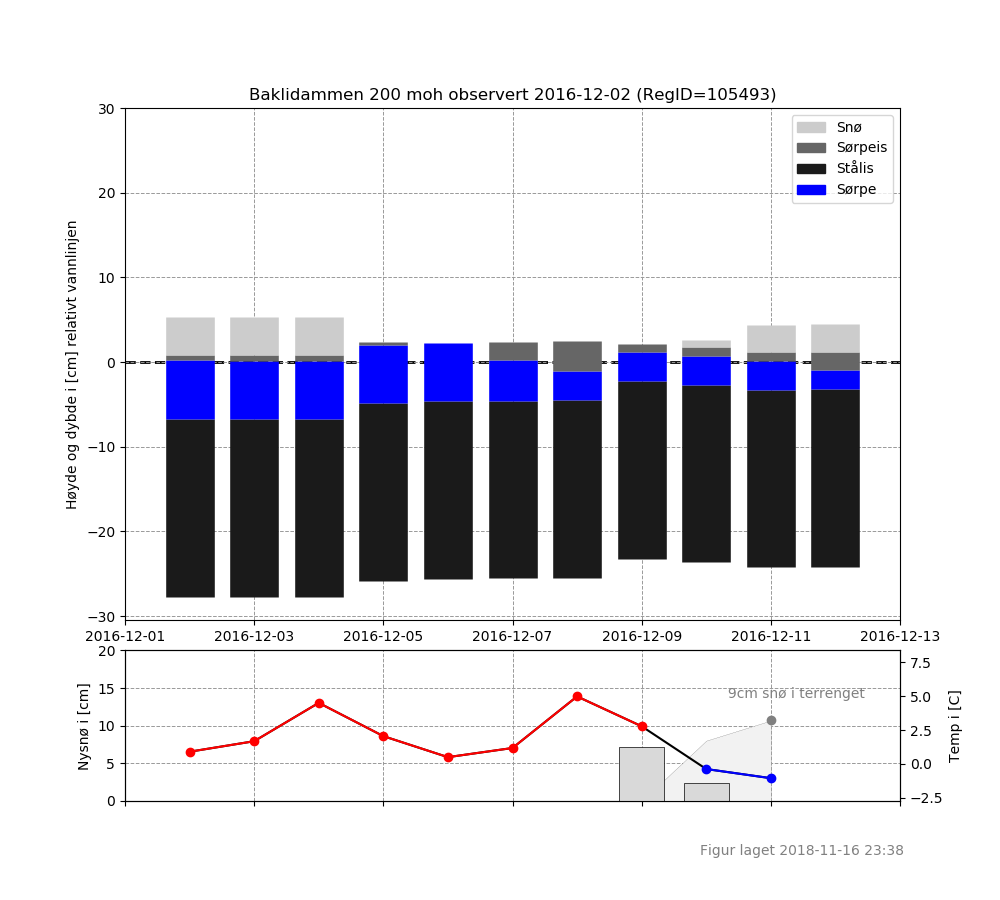 Baklidammen 200 moh observert 2016-12-02 (RegID=105493)
Snø
Sørpeis
Stålis
Sørpe
Høyde og dybde i [cm] relativt vannlinjen
30
20
10
0
−10
−20
−30
2016-12-01 2016-12-03 2016-12-05 2016-12-07 2016-12-09 2016-12-11 2016-12-13
Nysnø i [cm]
20
15
10
5
0
9cm snø i terrenget
7.5
5.0
2.5
0.0
−2.5
Temp i [C]
Figur laget 2018-11-16 23:38